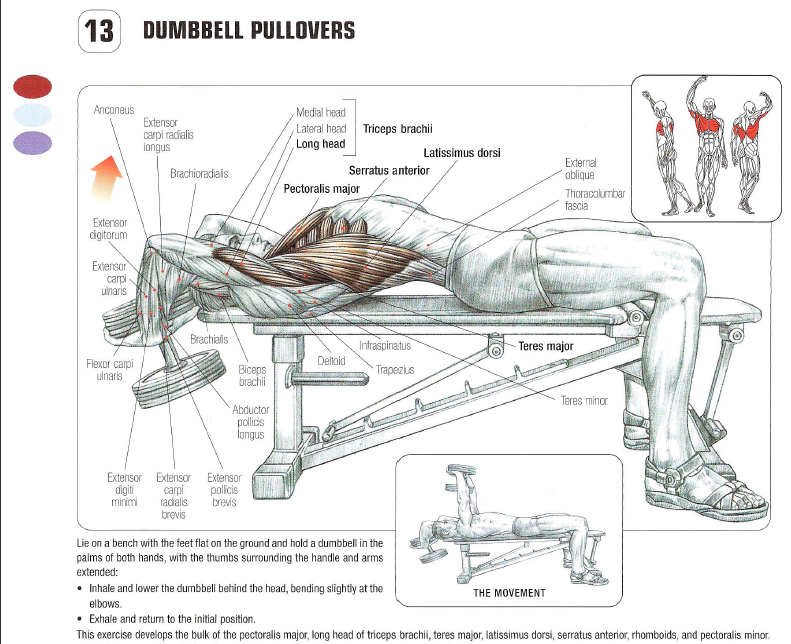 13 DUMBBELL PULLOVERS
Anconeus
Extensor
carpi radialis
longus
Brachioradialis
Medial head
Lateral head
Long head
Triceps brachii
Latissimus dorsi
Serratus anterior
Pectoralis major
External
oblique
Thoracolumbar
fascia
Extensor
digitorum
Extensor
carpi
ulnaris
Flexor carpi
ulnaris
Brachialis
Biceps
brachii
Abductor
pollicis
longus
Deltoid
Infraspinatus
Trapezius
Teres major
Teres minor
Extensor
digiti
minimi
Extensor
carpi
radialis
brevis
Extensor
pollicis
brevis
THE MOVEMENT
Lie on a bench with the feet flat on the ground and hold a dumbbell in the
palms of both hands, with the thumbs surrounding the handle and arms
extended:
• Inhale and lower the dumbbell behind the head, bending slightly at the
elbows.
• Exhale and return to the initial position.
This exercise develops the bulk of the pectoralis major, long head of triceps brachii, teres major, latissimus dorsi, serratus anterior, rhomboids, and pectoralis minor.